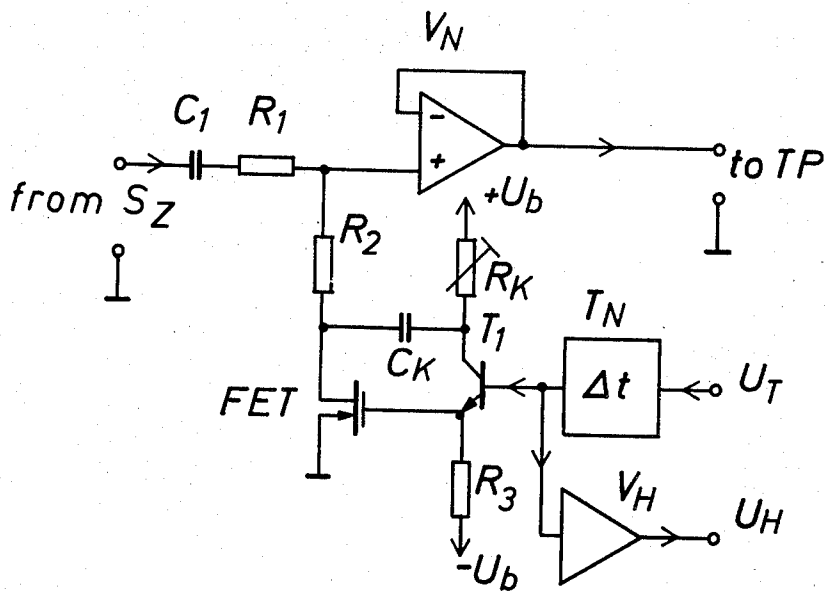 V_N
C_1
R_1
-
+
from S_Z
to TP
R_2
+U_b
R_K
C_K
T_1
T_N
Δt
U_T
FET
R_3
-U_b
V_H
U_H